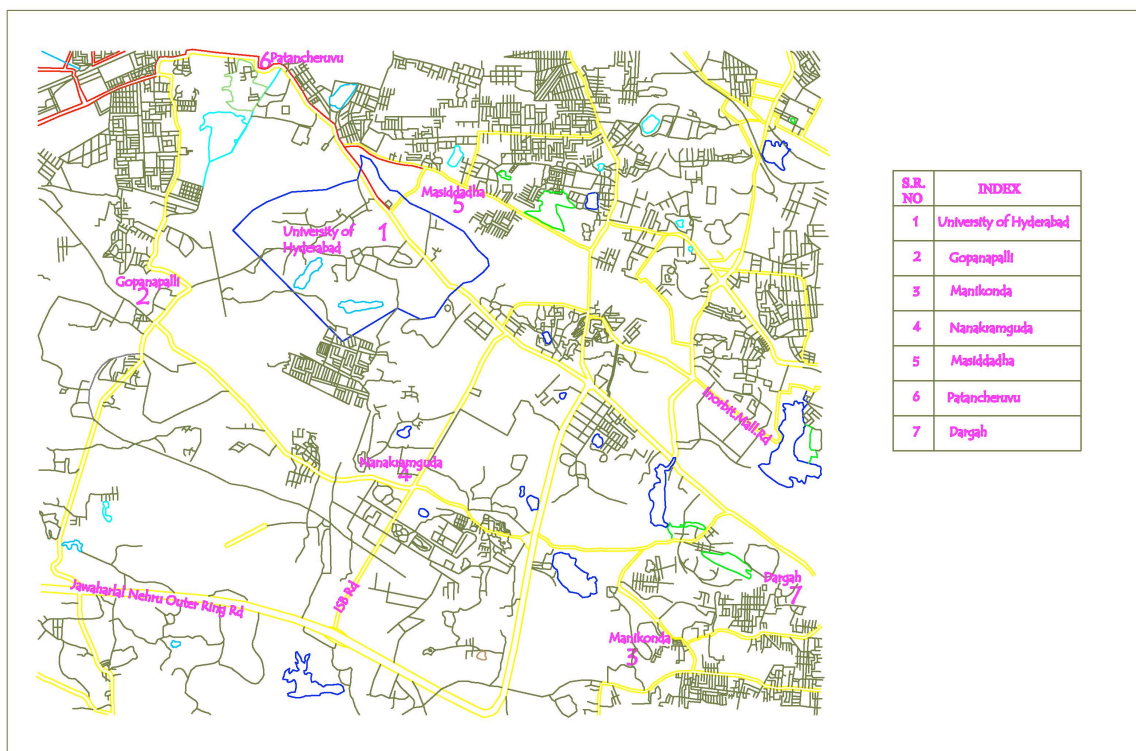 6 Patancheruvu
Masiddadha
5
University of
Hyderabad
1
Gopanapalli
2
Inorbit Mall Rd
Nanakramguda
4
Dargah
7
Jawaharlal Nehru Outer Ring Rd
ISB Rd
Manikonda
3
S.R. NO INDEX
1 University of Hyderabad
2 Gopanapalli
3 Manikonda
4 Nanakramguda
5 Masiddadha
6 Patancheruvu
7 Dargah